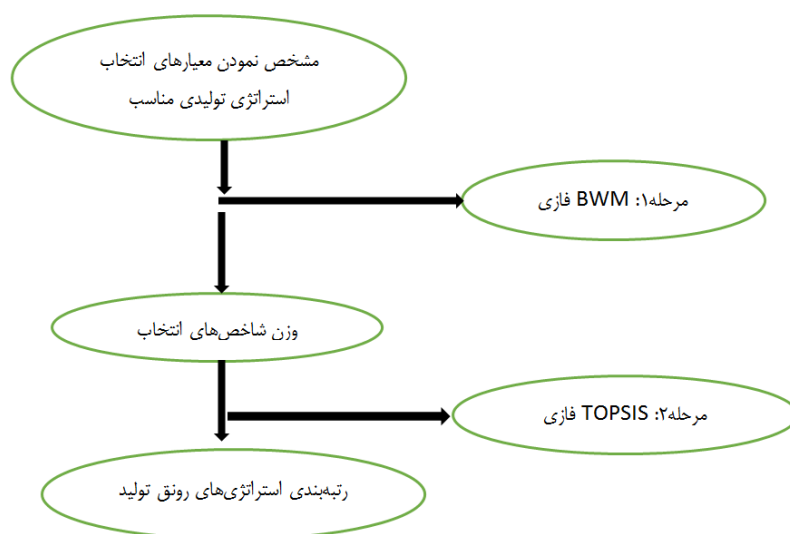 مشخص نمودن معیارهای انتخاب
استراتژی تولیدی مناسب
مرحله۱: BWM فازی
وزن شاخص‌های انتخاب
مرحله۲: TOPSIS فازی
رتبه‌بندی استراتژی‌های رونق تولید